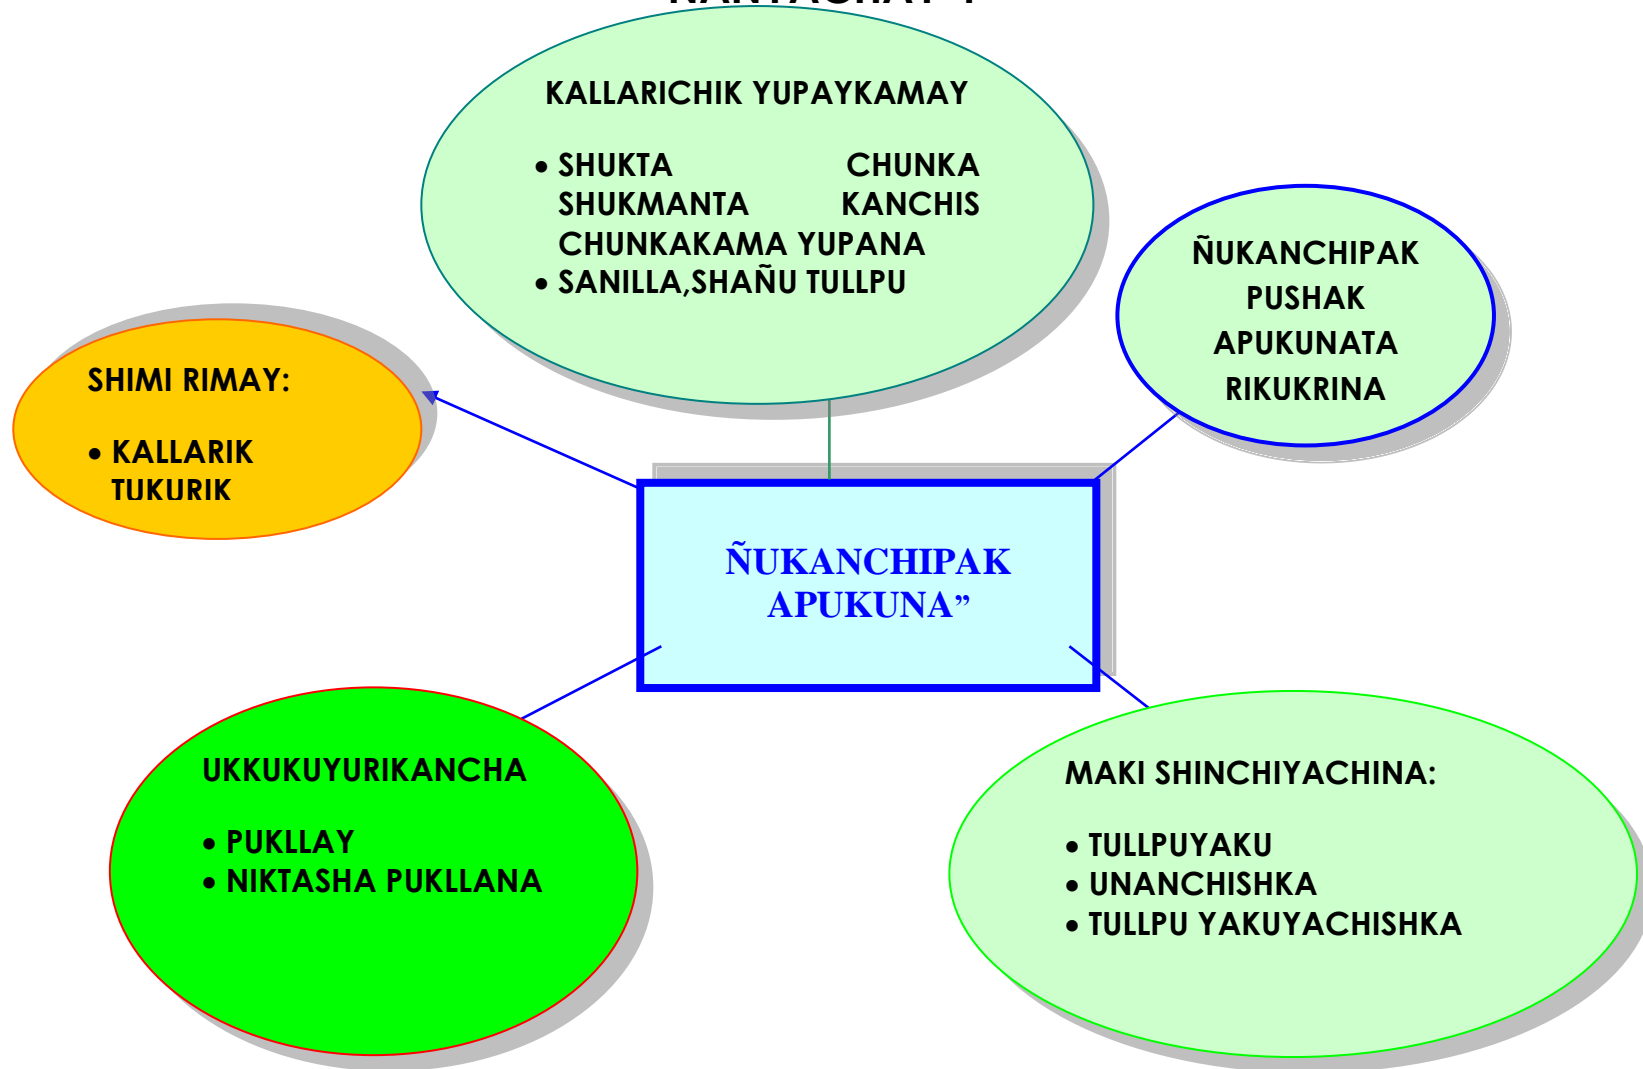 KALLARICHIK YUPAYKAMAY
• SHUKTA CHUNKA
SHUKMANTA KANCHIS
CHUNKAKAMA YUPANA
• SANILLA,SHAÑU TULLPU
ÑUKANCHIPAK
PUSHAK
APUKUNATA
RIKUKRINA
SHIMI RIMAY:
• KALLARIK
TUKURIK
ÑUKANCHIPAK
APUKUNA”
UKKUKUYURIKANCHA
• PUKLLAY
• NIKTASHA PUKLLANA
MAKI SHINCHIYACHINA:
• TULLPUYAKU
• UNANCHISHKA
• TULLPU YAKUYACHISHKA